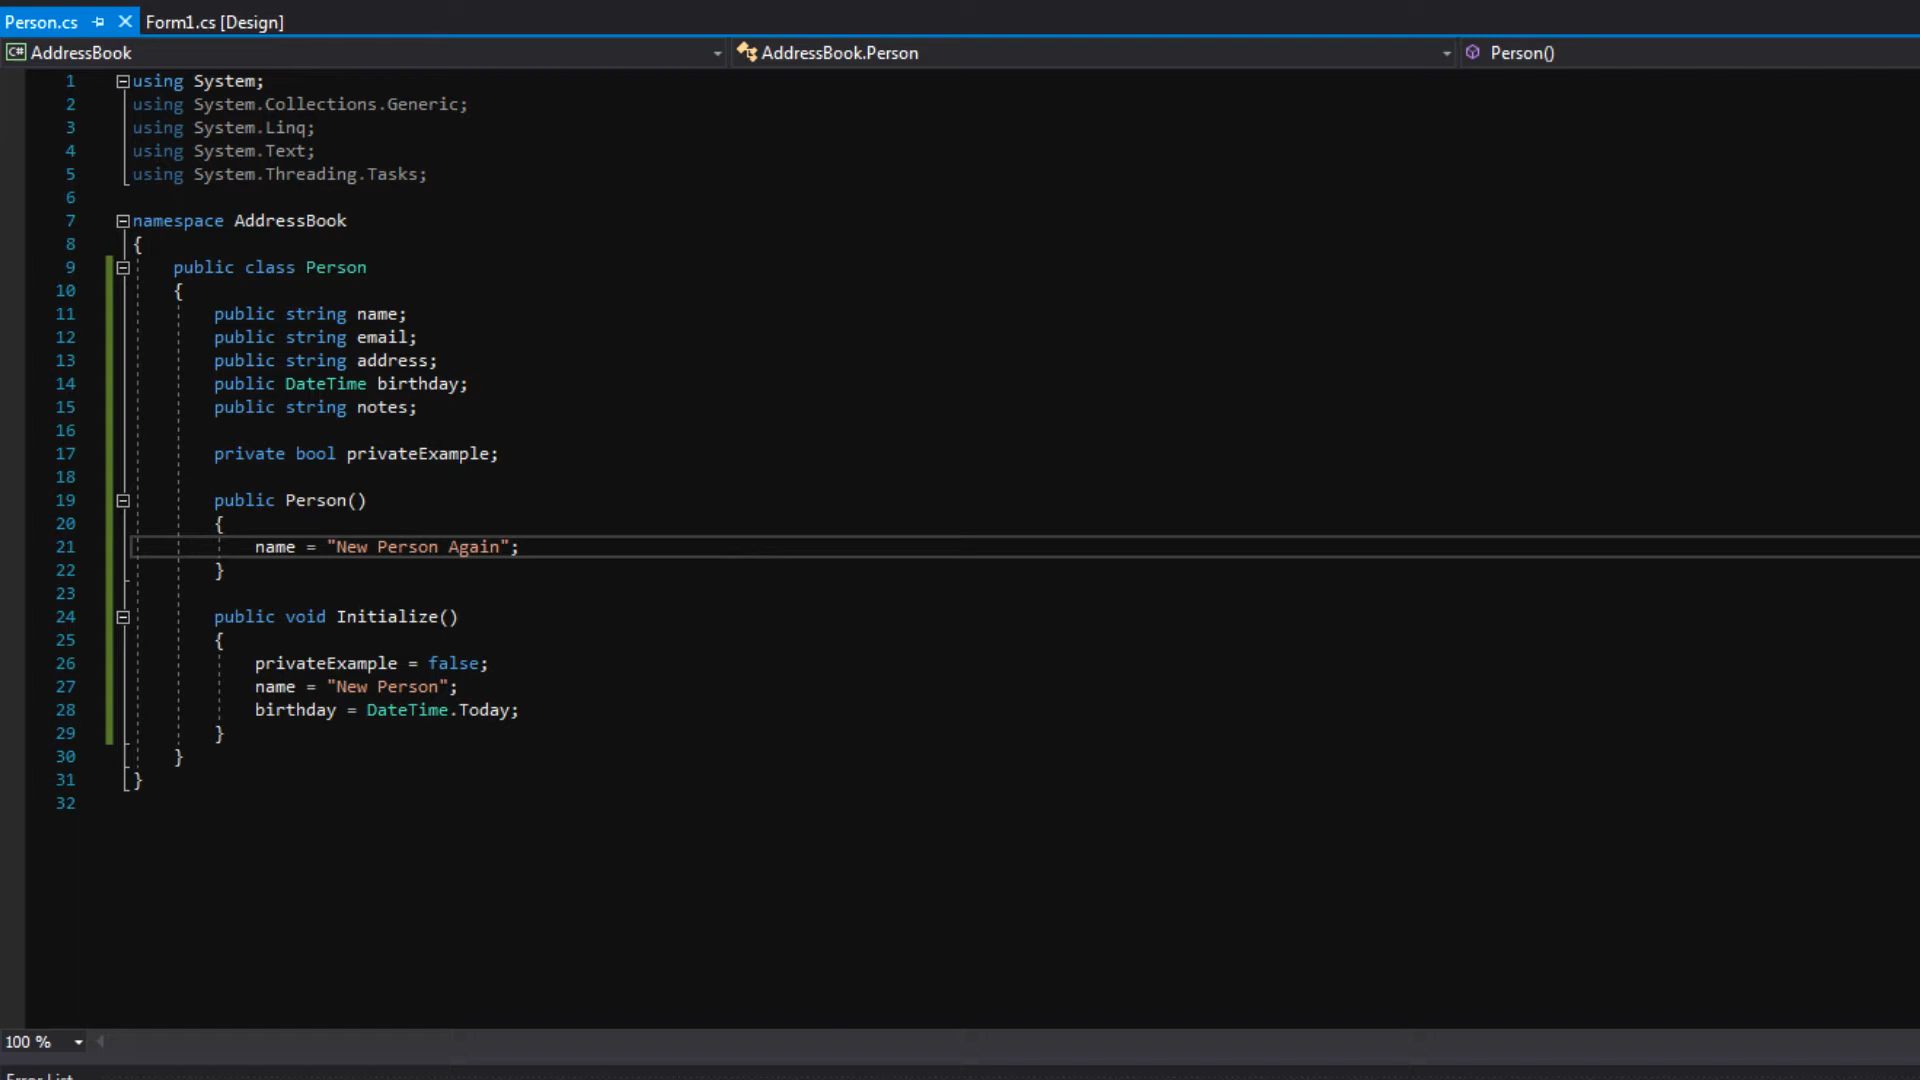 Person.cs Form1.cs [Design]
C# AddressBook AddressBook.Person Person()
1 using System;
2 using System.Collections.Generic;
3 using System.Linq;
4 using System.Text;
5 using System.Threading.Tasks;
6
7 namespace AddressBook
8 {
9 public class Person
10 {
11 public string name;
12 public string email;
13 public string address;
14 public DateTime birthday;
15 public string notes;
16
17 private bool privateExample;
18
19 public Person()
20 {
21 name = "New Person Again";
22 }
23
24 public void Initialize()
25 {
26 privateExample = false;
27 name = "New Person";
28 birthday = DateTime.Today;
29 }
30 }
31 }
32
100 %
Error List